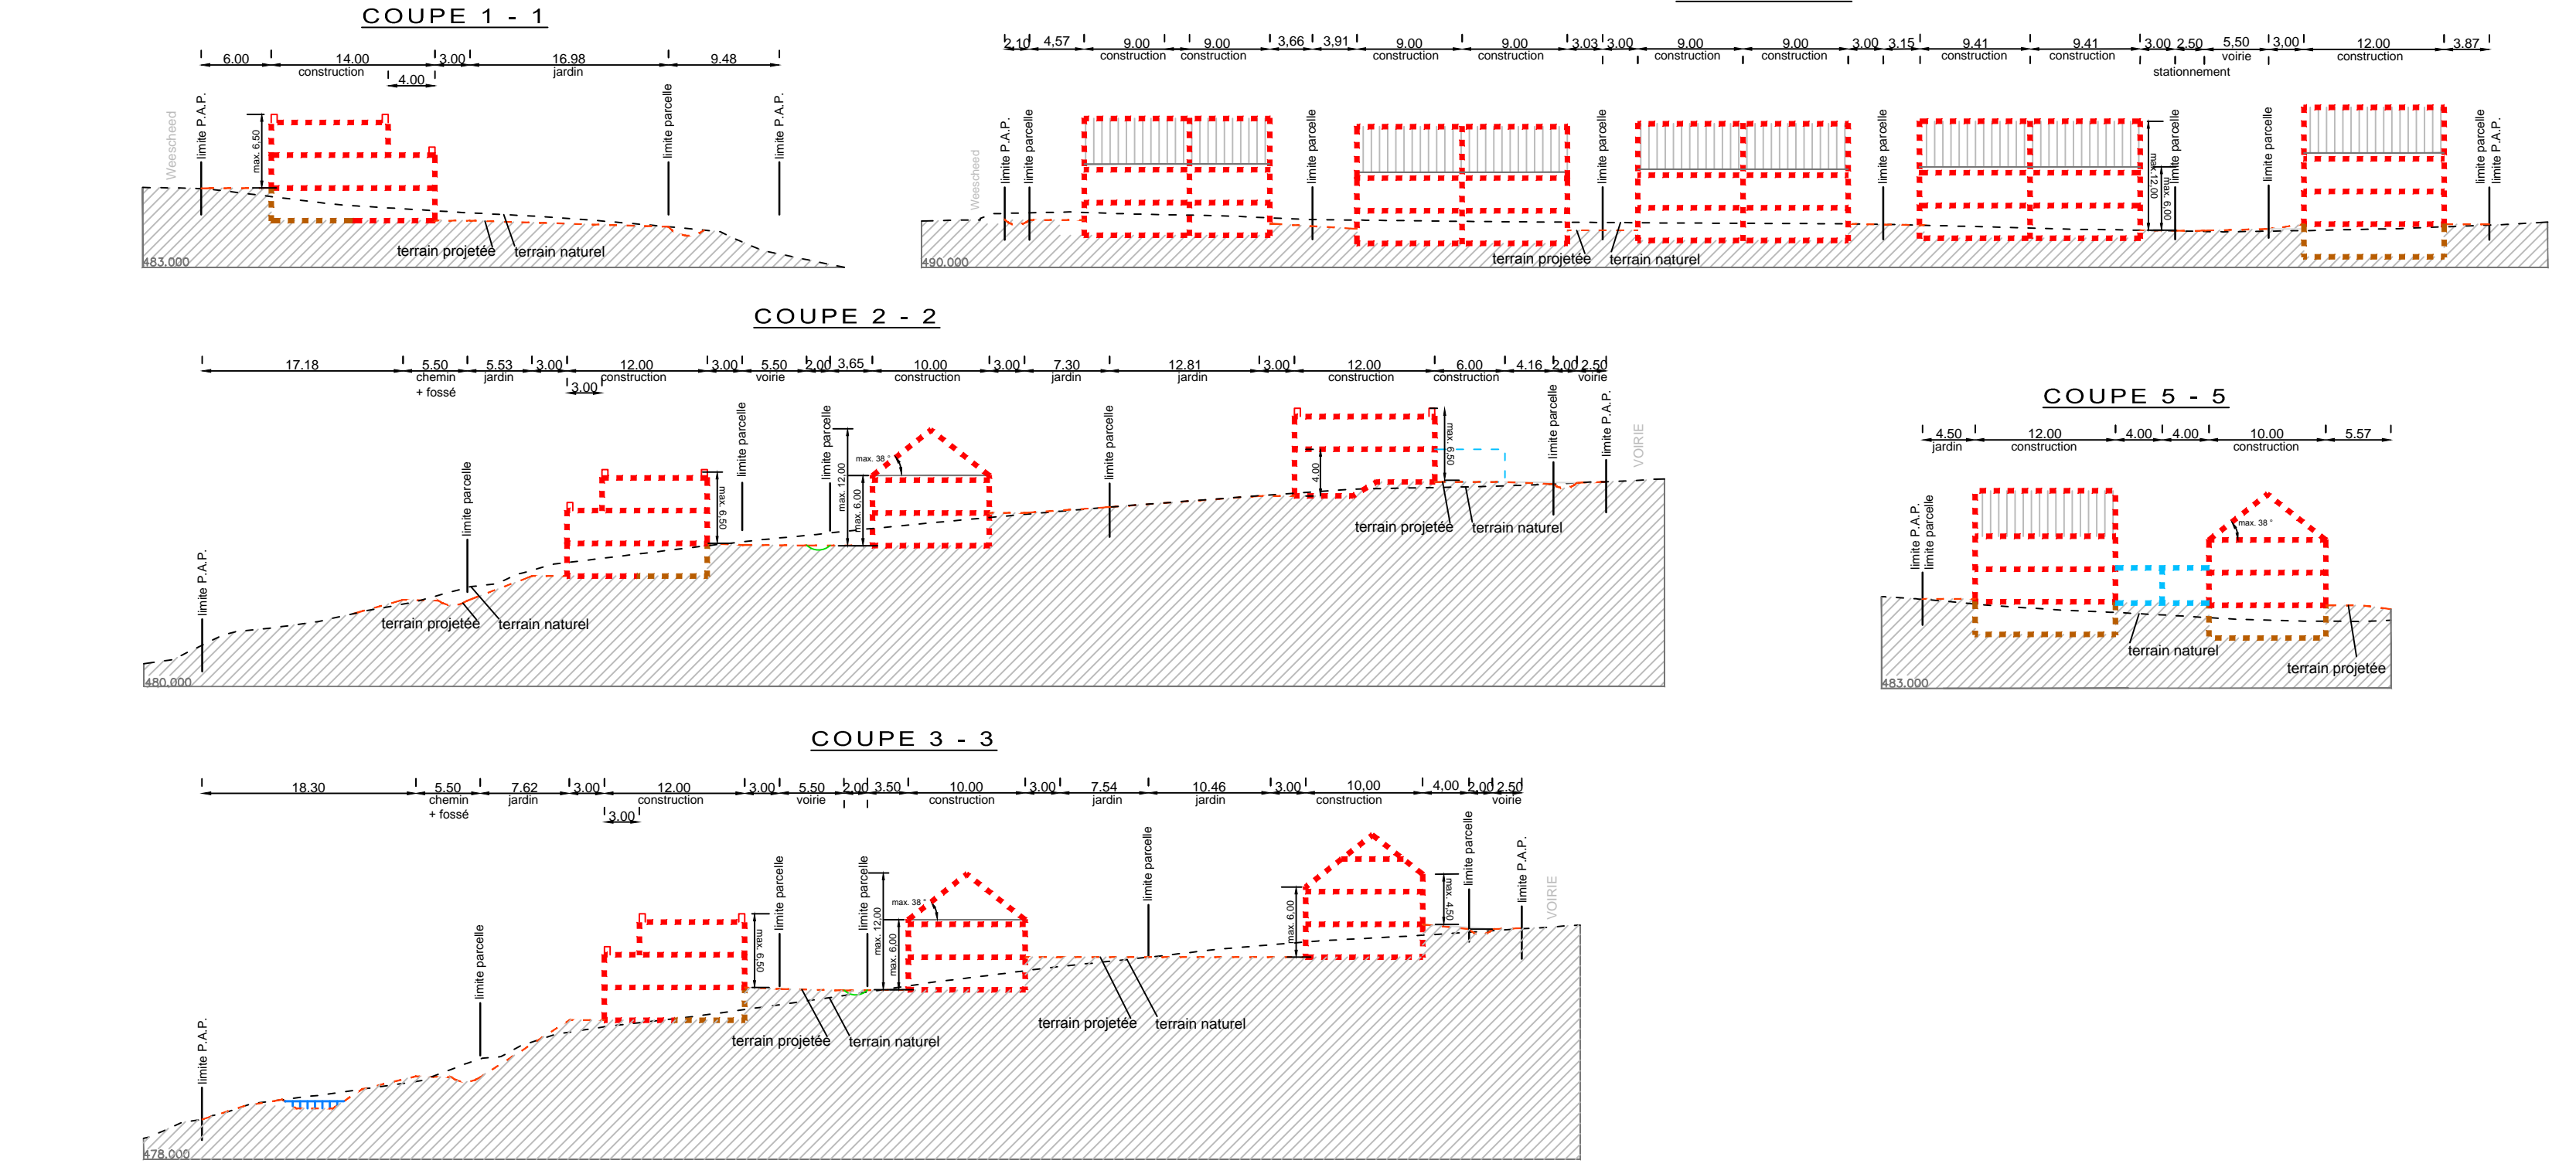 COUPE 1 - 1
6.00 14.00 3.00 16.98 9.48
construction jardin
4.00
Weescheed
limite P.A.P.
max. 6,50
limite parcelle
limite P.A.P.
terrain projetée terrain naturel
483.000
2.10 4,57 9.00 9.00 3,66 3,91 9.00 9.00 3.03 3.00 9.00 9.00 3.00 3.15 9.41 9.41 3.00 2.50 5,50 3,00 12.00 3.87
construction construction construction construction construction construction construction construction voirie construction
stationnement
Weescheed
limite P.A.P.
limite parcelle
limite parcelle
limite parcelle
limite parcelle
max. 12.00
max. 6.00
limite parcelle
limite parcelle
limite parcelle
limite P.A.P.
terrain projetée terrain naturel
490.000
COUPE 2 - 2
17.18 5.50 5.53 3.00 12.00 3.00 5.50 2.00 3,65 10.00 3.00 7.30 12.81 3.00 12.00 6.00 4.16 2.00 2.50
chemin jardin construction voirie construction jardin jardin construction construction voirie
+ fossé
3.00
limite P.A.P.
limite parcelle
max. 6,50
limite parcelle
limite parcelle
max. 12.00
max. 6.00
max. 38 °
limite parcelle
4.00
max. 6.50
limite parcelle
limite P.A.P.
VOIRIE
terrain projetée terrain naturel
terrain projetée terrain naturel
480.000
COUPE 5 - 5
4.50 12.00 4.00 4.00 10.00 5.57
jardin construction construction
limite P.A.P.
limite parcelle
max. 38 °
terrain naturel
terrain projetée
483.000
COUPE 3 - 3
18.30 5.50 7.62 3.00 12.00 3.00 5.50 2.00 3.50 10.00 3.00 7.54 10.46 3.00 10,00 4,00 2.00 2.50
chemin jardin construction voirie construction jardin jardin construction voirie
+ fossé
3.00
limite P.A.P.
limite parcelle
max. 6.50
limite parcelle
limite parcelle
max. 12.00
max. 6.00
max. 38 °
limite parcelle
max. 6,00
max. 4,50
limite parcelle
limite P.A.P.
VOIRIE
terrain projetée terrain naturel
terrain projetée terrain naturel
478.000